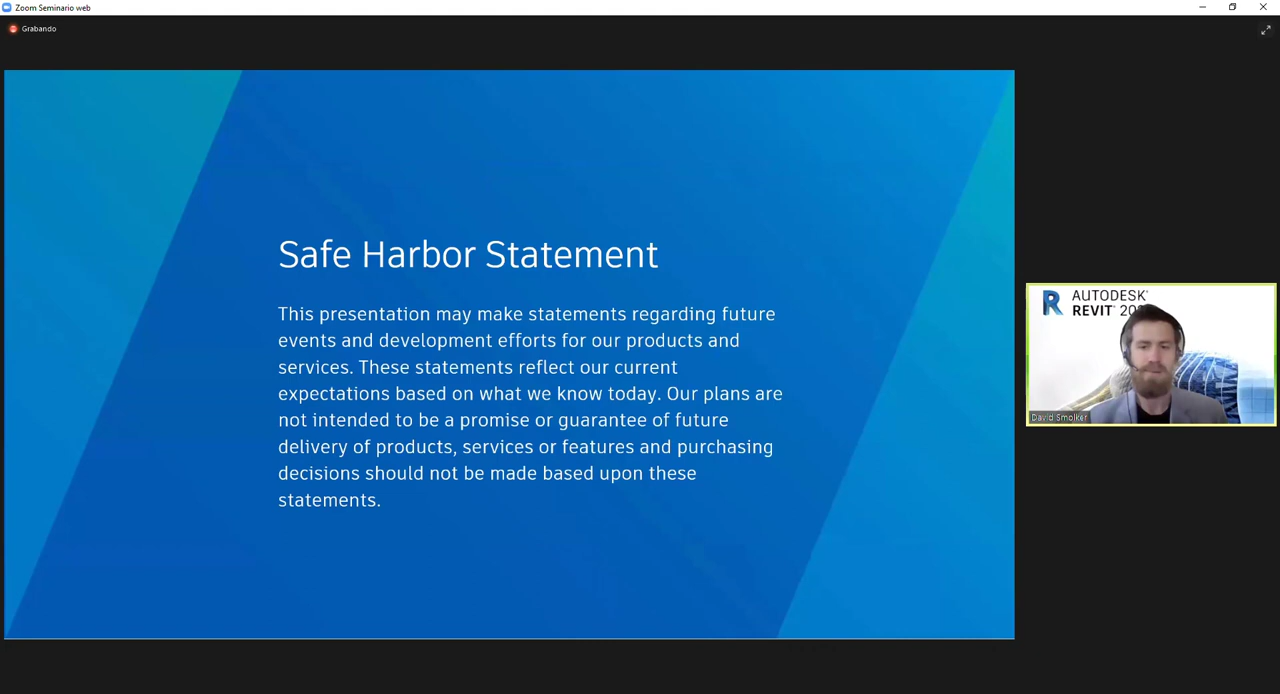 Zoom Seminario web
Grabando
Safe Harbor Statement
This presentation may make statements regarding future
events and development efforts for our products and
services. These statements reflect our current
expectations based on what we know today. Our plans are
not intended to be a promise or guarantee of future
delivery of products, services or features and purchasing
decisions should not be made based upon these
statements.
R AUTODESK®
REVIT® 20
David Smolker